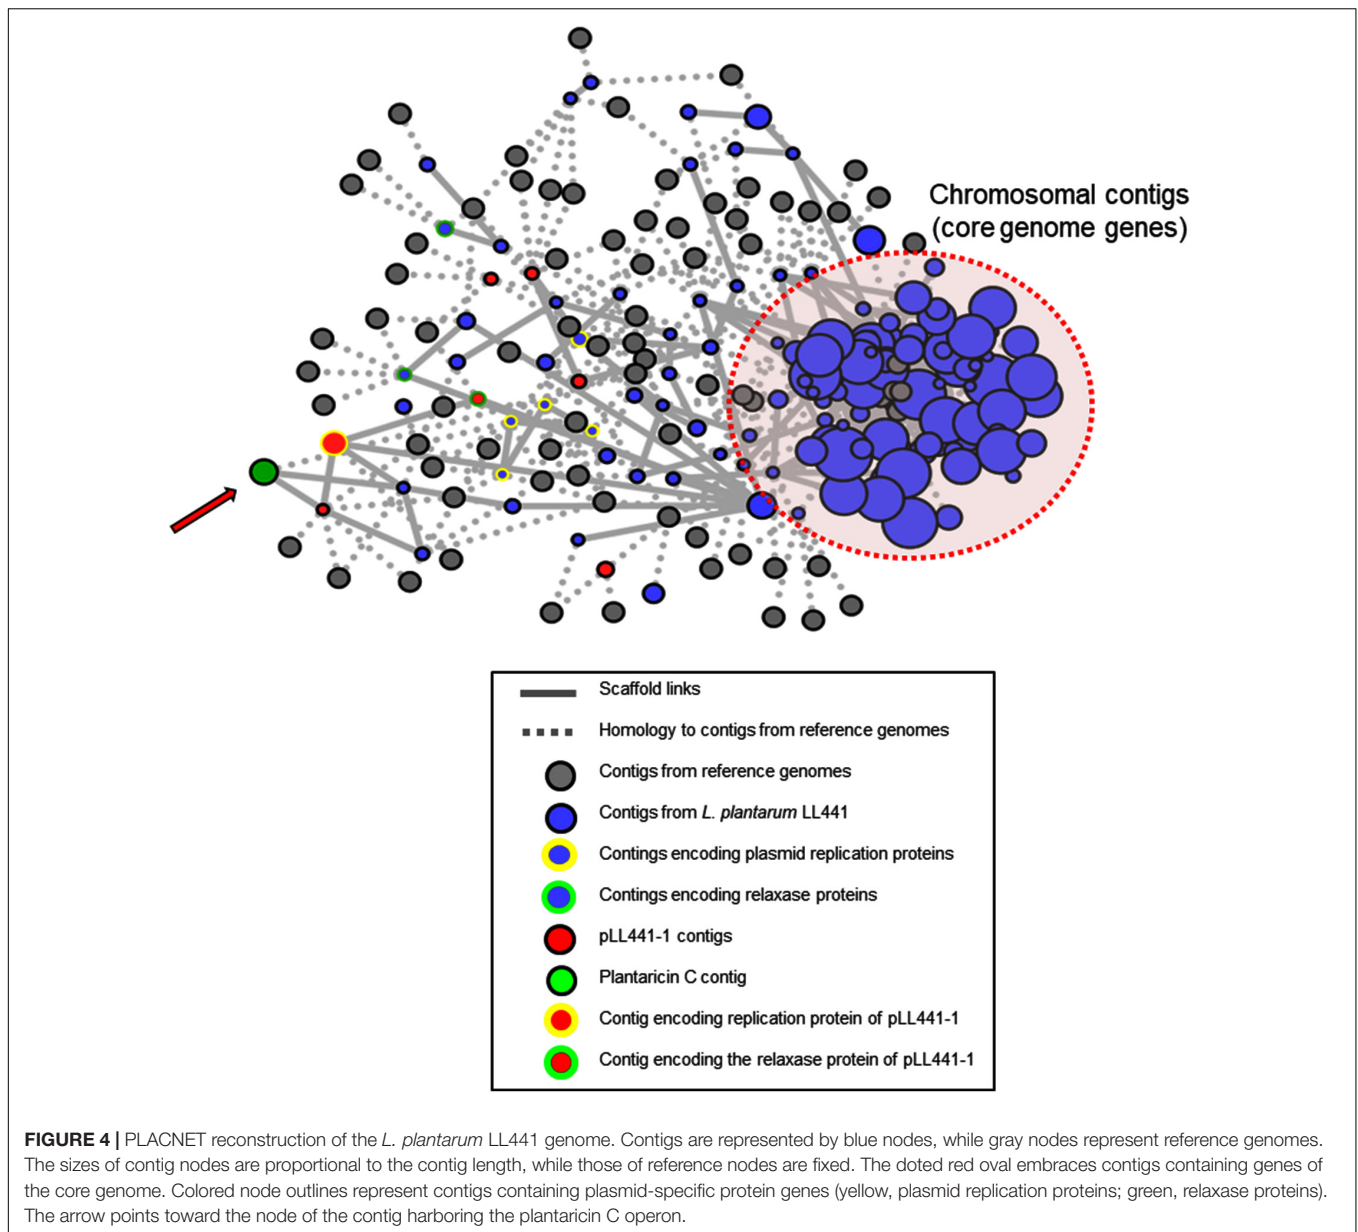 Chromosomal contigs
(core genome genes)
Scaffold links
Homology to contigs from reference genomes
Contigs from reference genomes
Contigs from L. plantarum LL441
Contings encoding plasmid replication proteins
Contings encoding relaxase proteins
pLL441-1 contigs
Plantaricin C contig
Contig encoding replication protein of pLL441-1
Contig encoding the relaxase protein of pLL441-1
FIGURE 4 | PLACNET reconstruction of the L. plantarum LL441 genome. Contigs are represented by blue nodes, while gray nodes represent reference genomes.
The sizes of contig nodes are proportional to the contig length, while those of reference nodes are fixed. The doted red oval embraces contigs containing genes of
the core genome. Colored node outlines represent contigs containing plasmid-specific protein genes (yellow, plasmid replication proteins; green, relaxase proteins).
The arrow points toward the node of the contig harboring the plantaricin C operon.